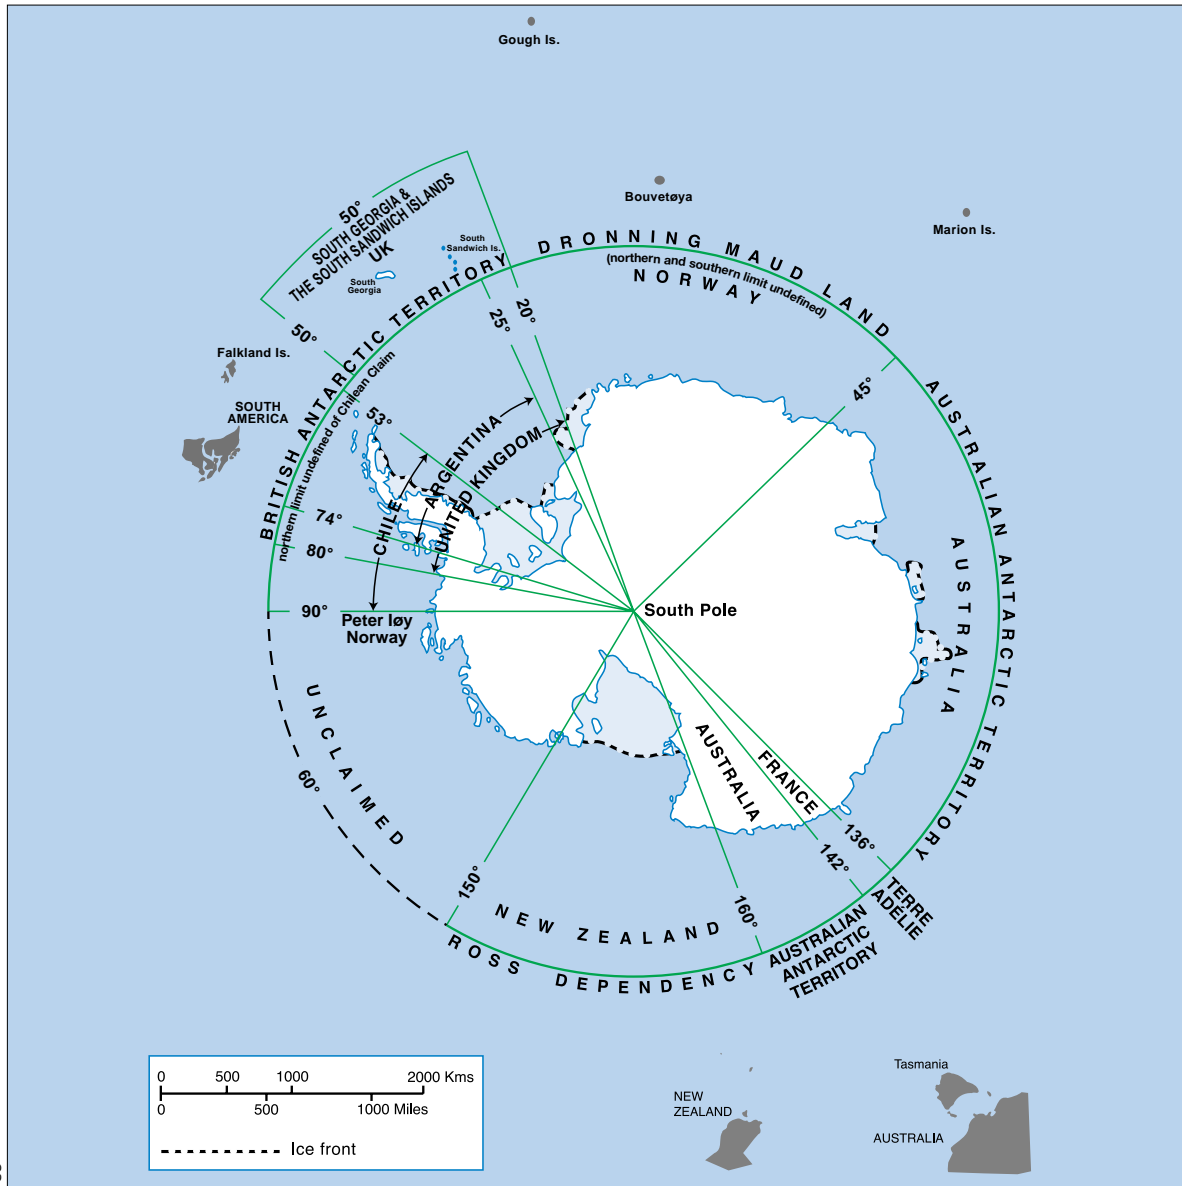 Gough Is.
Bouvetøya
Marion Is.
50°
SOUTH GEORGIA &
THE SOUTH SANDWICH ISLANDS
UK
South
Sandwich Is.
South
Georgia
50°
Falkland Is.
SOUTH
AMERICA
BRITISH ANTARCTIC TERRITORY
northern limit undefined of Chilean Claim
DRONNING MAUD LAND
(northern and southern limit undefined)
NORWAY
25°
20°
45°
53°
ARGENTINA
UNITED KINGDOM
CHILE
74°
80°
90°
Peter Iøy
Norway
South Pole
AUSTRALIAN ANTARCTIC TERRITORY
AUSTRALIA
UNCLAIMED
60°
AUSTRALIA
FRANCE
136°
142°
150°
160°
NEW ZEALAND
ROSS DEPENDENCY
TERRE
ADÉLIE
AUSTRALIAN
ANTARCTIC
TERRITORY
0 500 1000 2000 Kms
0 500 1000 Miles
Ice front
NEW
ZEALAND
Tasmania
AUSTRALIA